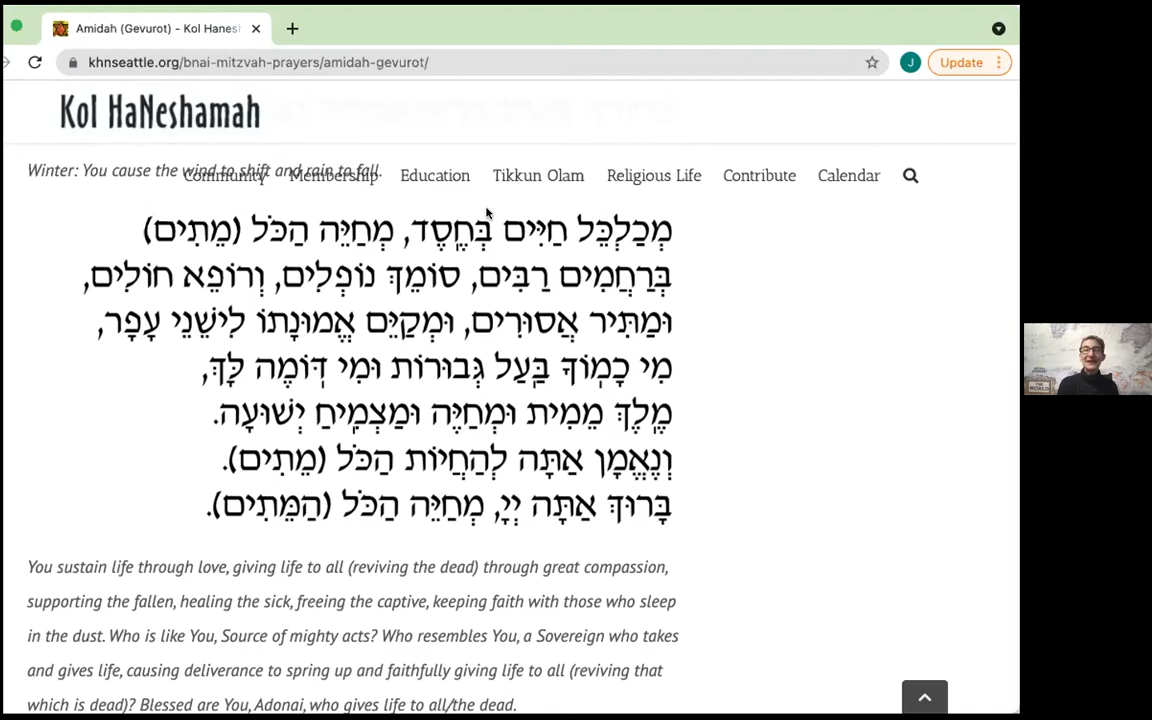 Amidah (Gevurot) - Kol Hanes
khnseattle.org/bnai-mitzvah-prayers/amidah-gevurot/
J
Update
Kol HaNeshamah
Winter: You cause the wind to shift and rain to fall.
Community Membership Education Tikkun Olam Religious Life Contribute Calendar
מְכַלְכֵּל חַיִּים בְּחֶֽסֶד, מְחַיֵּה הַכֹּל (מֵתִים)
בְּרַחֲמִים רַבִּים, סוֹמֵךְ נוֹפְלִים, וְרוֹפֵא חוֹלִים,
וּמַתִּיר אֲסוּרִים, וּמְקַיֵּם אֱמוּנָתוֹ לִישֵׁנֵי עָפָר,
מִי כָמֽוֹךָ בַּֽעַל גְּבוּרוֹת וּמִי דּֽוֹמֶה לָּךְ,
מֶֽלֶךְ מֵמִית וּמְחַיֶּה וּמַצְמִֽיחַ יְשׁוּעָה.
וְנֶאֱמָן אַתָּה לְהַחֲיוֹת הַכֹּל (מֵתִים).
בָּרוּךְ אַתָּה יְיָ, מְחַיֵּה הַכֹּל (הַמֵּתִים).
You sustain life through love, giving life to all (reviving the dead) through great compassion,
supporting the fallen, healing the sick, freeing the captive, keeping faith with those who sleep
in the dust. Who is like You, Source of mighty acts? Who resembles You, a Sovereign who takes
and gives life, causing deliverance to spring up and faithfully giving life to all (reviving that
which is dead)? Blessed are You, Adonai, who gives life to all/the dead.